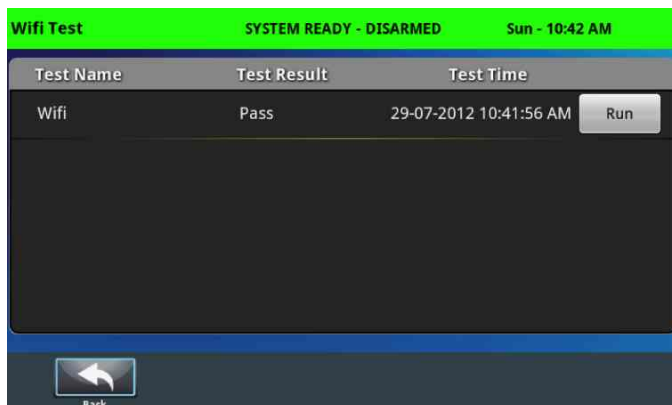 Wifi Test SYSTEM READY - DISARMED Sun - 10:42 AM
Test Name Test Result Test Time
Wifi Pass 29-07-2012 10:41:56 AM Run
Back